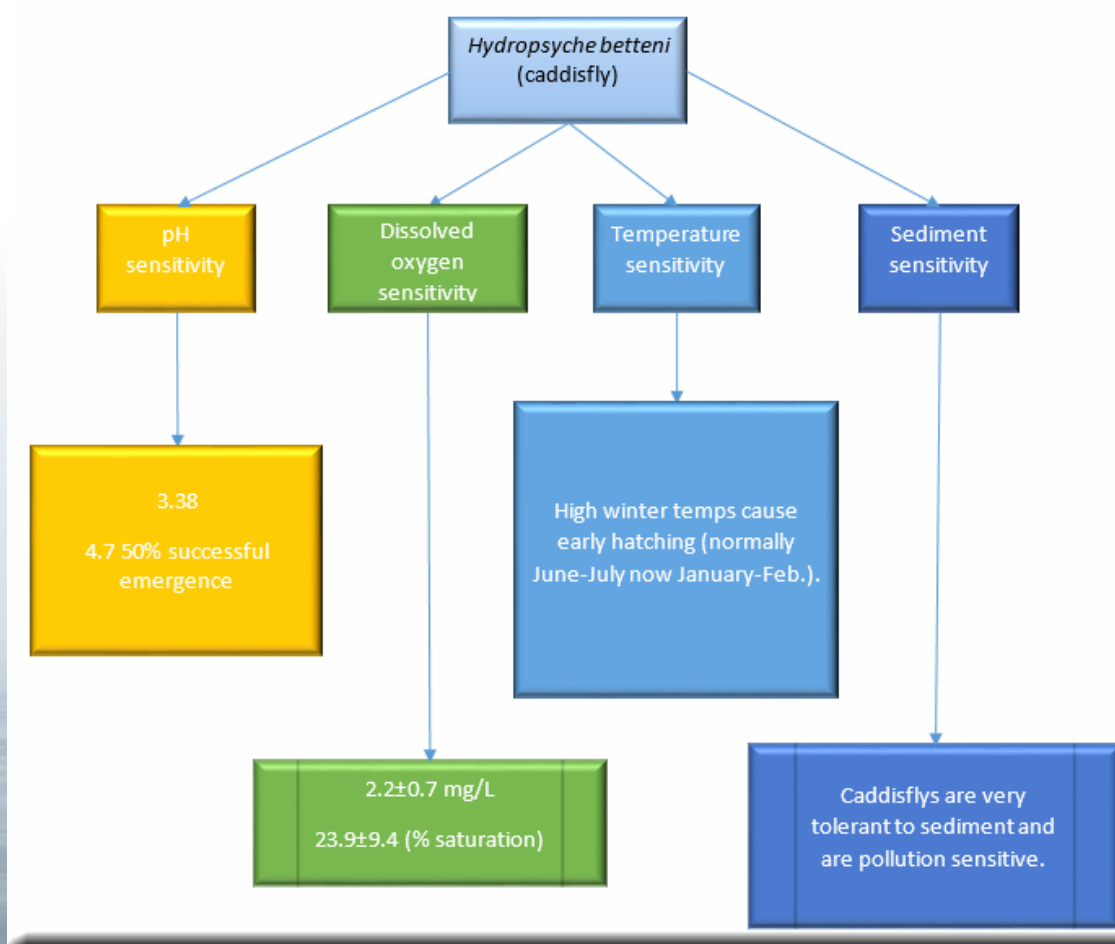 Hydropsyche betteni
(caddisfly)
pH
sensitivity
Dissolved
oxygen
sensitivity
Temperature
sensitivity
Sediment
sensitivity
3.38
4.7 50% successful
emergence
High winter temps cause
early hatching (normally
June-July now January-Feb.).
2.2±0.7 mg/L
23.9±9.4 (% saturation)
Caddisflys are very
tolerant to sediment and
are pollution sensitive.